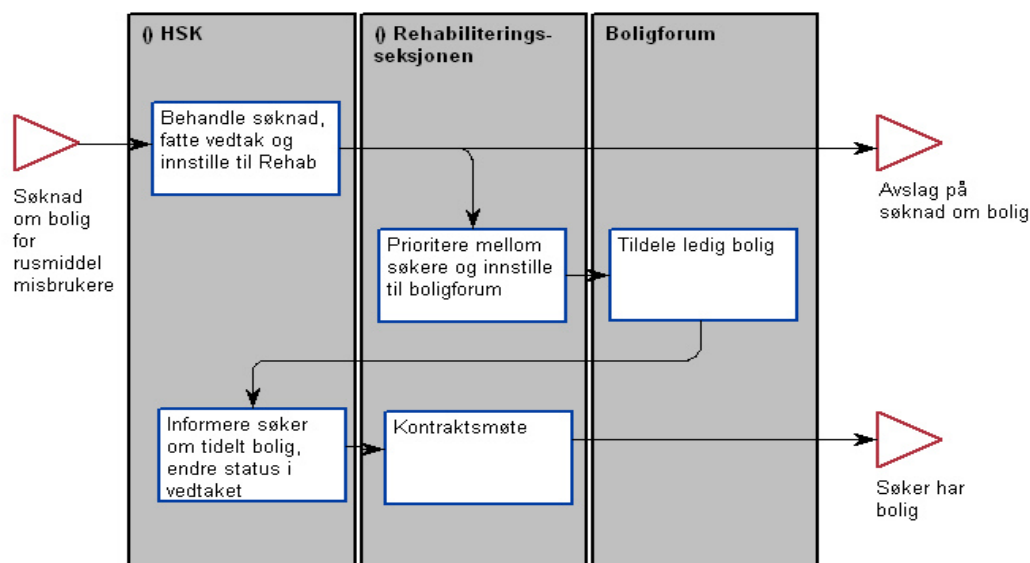 () HSK
() Rehabiliterings-
seksjonen
Boligforum
Søknad
om bolig
for
rusmiddel
misbrukere
Behandle søknad,
fatte vedtak og
innstille til Rehab
Avslag på
søknad om bolig
Prioritere mellom
søkere og innstille
til boligforum
Tildele ledig bolig
Informere søker
om tidelt bolig,
endre status i
vedtaket
Kontraktsmøte
Søker har
bolig